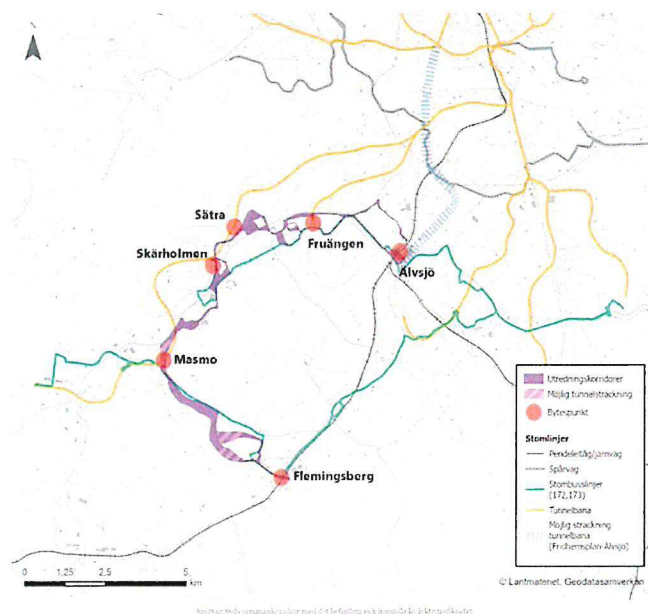 Sätra
Fruängen
Skärholmen
Älvsjö
Masmo
Flemingsberg
Utredningskorridorer
Möjlig tunnelsträckning
Bytespunkt
Stomlinjer
Pendeltåg/järnväg
Spårväg
Stombusslinjer
(172,173)
Tunnelbana
Möjlig sträckning
tunnelbana
(Fridhemsplan-Älvsjö)
0 1,25 2,5 5
km
© Lantmäteriet, Geodatasamverkan